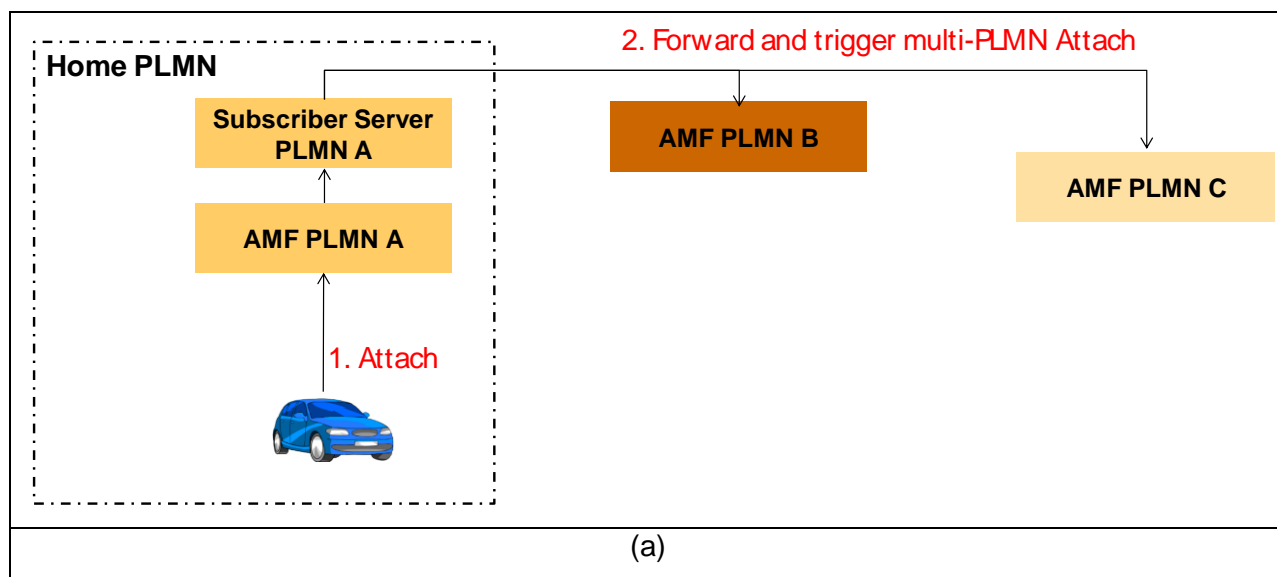 2. Forward and trigger multi-PLMN Attach
Home PLMN
Subscriber Server
PLMN A
AMF PLMN B
AMF PLMN C
AMF PLMN A
1. Attach
(a)